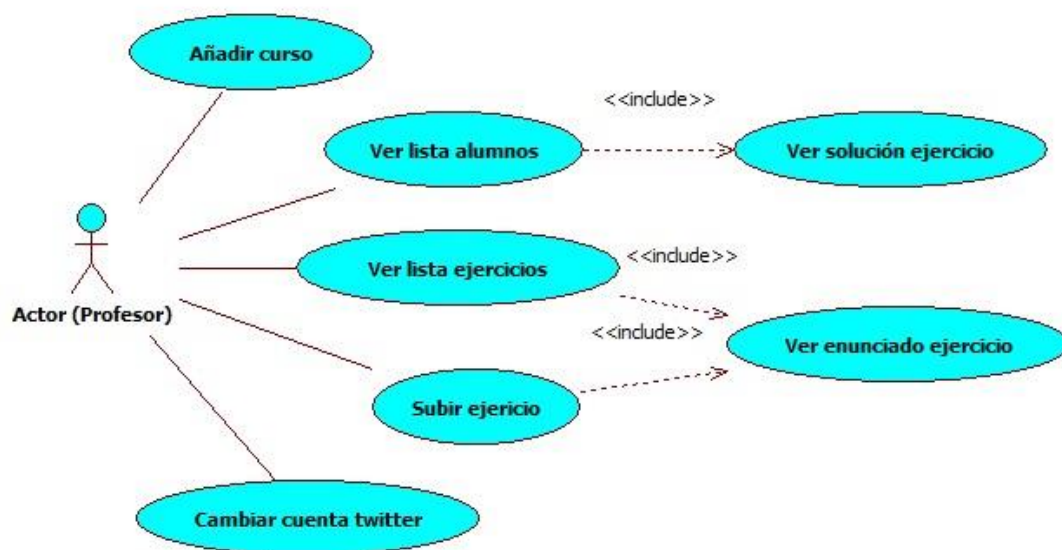 Añadir curso
<<include>>
Ver lista alumnos
Ver solución ejercicio
<<include>>
Ver lista ejercicios
Actor (Profesor)
<<include>>
Ver enunciado ejercicio
Subir ejericio
Cambiar cuenta twitter